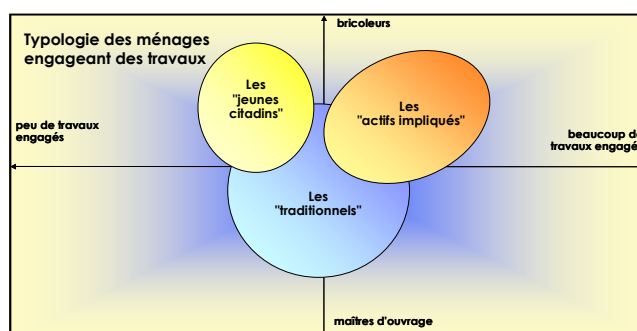 Typologie des ménages
engageant des travaux
bricoleurs
Les
"jeunes
citadins"
Les
"actifs impliqués"
peu de travaux
engagés
beaucoup de
travaux engagé
Les
"traditionnels"
maîtres d'ouvrage